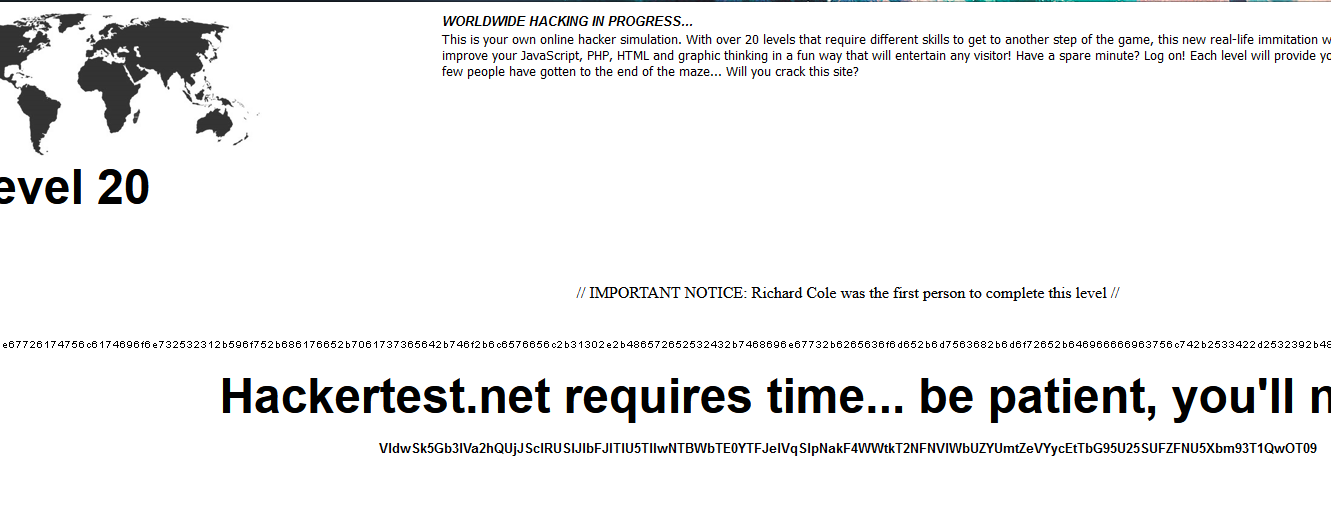 WORLDWIDE HACKING IN PROGRESS...
This is your own online hacker simulation. With over 20 levels that require different skills to get to another step of the game, this new real-life immitation w
improve your JavaScript, PHP, HTML and graphic thinking in a fun way that will entertain any visitor! Have a spare minute? Log on! Each level will provide yo
few people have gotten to the end of the maze... Will you crack this site?
evel 20
// IMPORTANT NOTICE: Richard Cole was the first person to complete this level //
e67726174756c6174696f6e732532312b596f752b686176652b7061737365642b746f2b6c6576656c2b31302e2b486572652532432b7468696e67732b6265636f6d652b6d7563682b6d6f72652b646966666963756c742b2533422d2532392b48
Hackertest.net requires time... be patient, you'll n